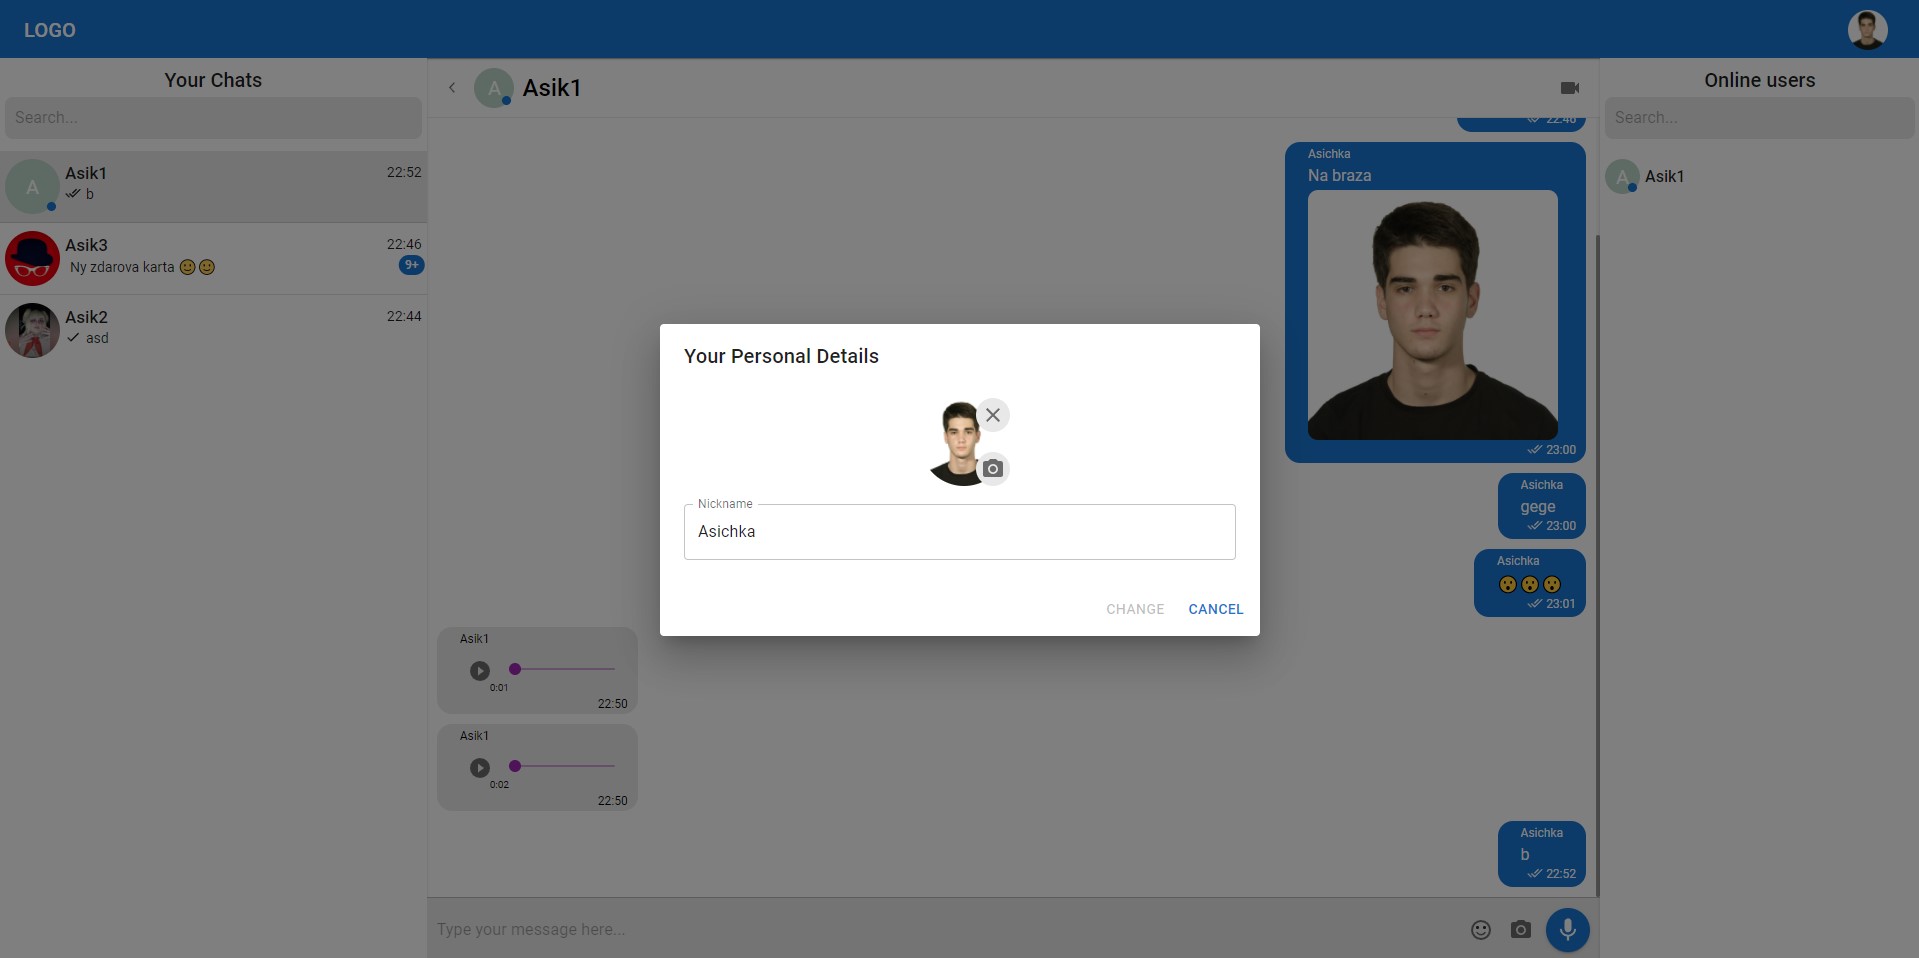 LOGO
Your Chats
Search...
A
Asik1
22:52
b
Asik3
22:46
Ny zdarova karta 🙂🙂
9+
Asik2
22:44
asd
A
Asik1
22:46
Asichka
Na braza
23:00
Asichka
gege
23:00
Asichka
😮😮😮
23:01
Asik1
0:01
22:50
Asik1
0:02
22:50
Asichka
b
22:52
Type your message here...
Your Personal Details
Nickname
Asichka
CHANGE
CANCEL
Online users
Search...
A
Asik1